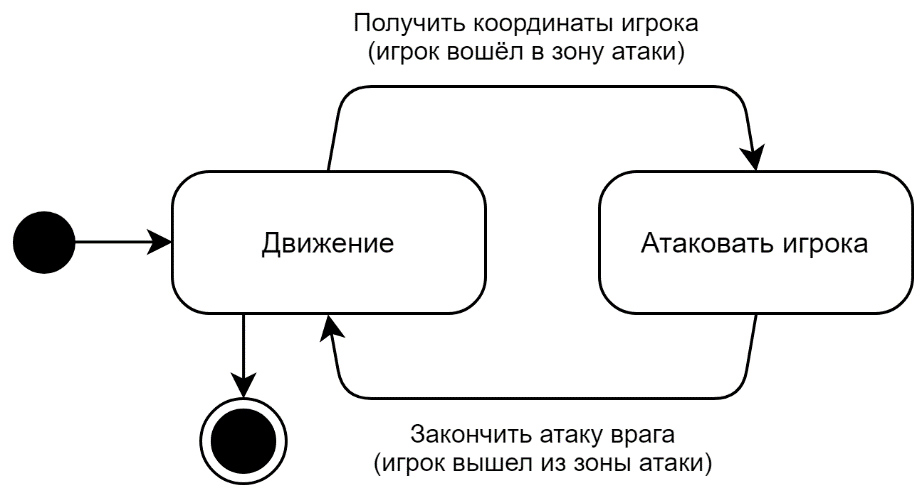 Получить координаты игрока
(игрок вошёл в зону атаки)
Движение
Атаковать игрока
Закончить атаку врага
(игрок вышел из зоны атаки)